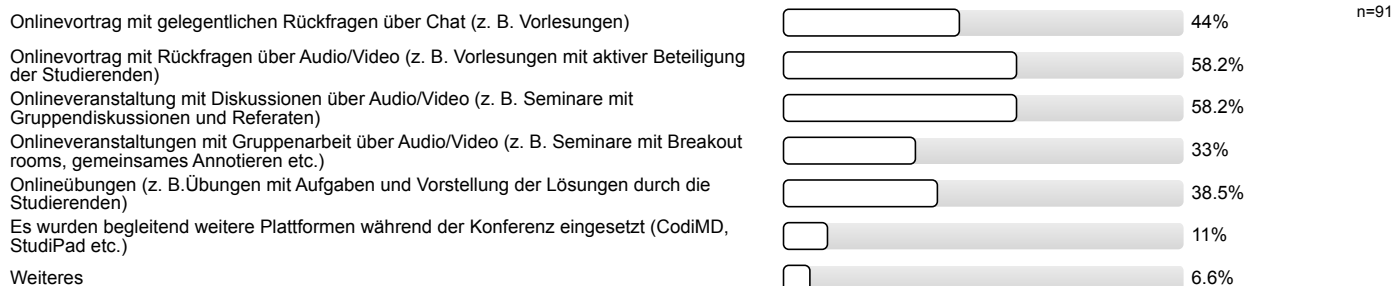 Onlinevortrag mit gelegentlichen Rückfragen über Chat (z. B. Vorlesungen) 44% n=91
Onlinevortrag mit Rückfragen über Audio/Video (z. B. Vorlesungen mit aktiver Beteiligung
der Studierenden) 58.2%
Onlineveranstaltung mit Diskussionen über Audio/Video (z. B. Seminare mit
Gruppendiskussionen und Referaten) 58.2%
Onlineveranstaltungen mit Gruppenarbeit über Audio/Video (z. B. Seminare mit Breakout
rooms, gemeinsames Annotieren etc.) 33%
Onlineübungen (z. B.Übungen mit Aufgaben und Vorstellung der Lösungen durch die
Studierenden) 38.5%
Es wurden begleitend weitere Plattformen während der Konferenz eingesetzt (CodiMD,
StudiPad etc.) 11%
Weiteres 6.6%